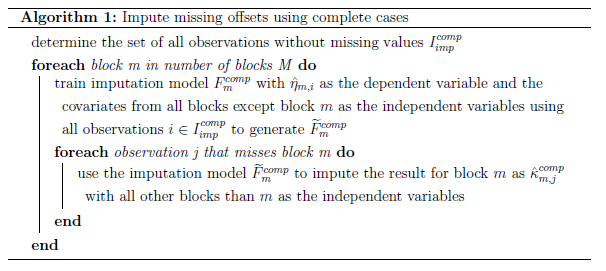 Algorithm 1: Impute missing offsets using complete cases
determine the set of all observations without missing values $I_{imp}^{comp}$
foreach block m in number of blocks M do
train imputation model $F_m^{comp}$ with $\hat{\eta}_{m,i}$ as the dependent variable and the
covariates from all blocks except block $m$ as the independent variables using
all observations $i \in I_{imp}^{comp}$ to generate $\widetilde{F}_m^{comp}$
foreach observation j that misses block m do
use the imputation model $\widetilde{F}_m^{comp}$ to impute the result for block $m$ as $\hat{\kappa}_{m,j}^{comp}$
with all other blocks than $m$ as the independent variables
end
end